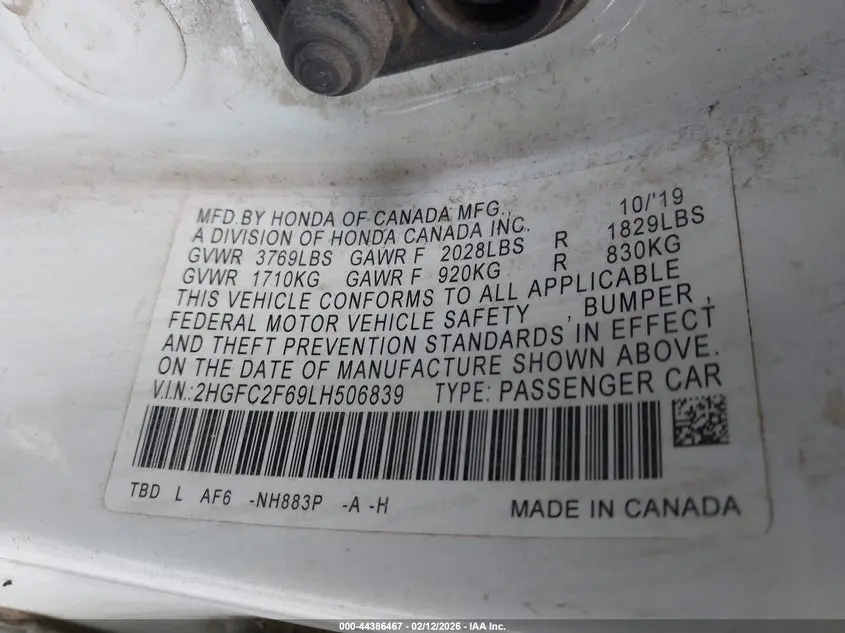 MFD.BY HONDA OF CANADA MFG., 10/'19
A DIVISION OF HONDA CANADA INC.
GVWR 3769LBS GAWR F 2028LBS R 1829LBS
GVWR 1710KG GAWR F 920KG R 830KG
THIS VEHICLE CONFORMS TO ALL APPLICABLE
FEDERAL MOTOR VEHICLE SAFETY , BUMPER ,
AND THEFT PREVENTION STANDARDS IN EFFECT
ON THE DATE OF MANUFACTURE SHOWN ABOVE.
V.I.N.:2HGFC2F69LH506839 TYPE: PASSENGER CAR
TBD L AF6 -NH883P -A -H MADE IN CANADA
000-44386467 - 02/12/2026 - IAA Inc.